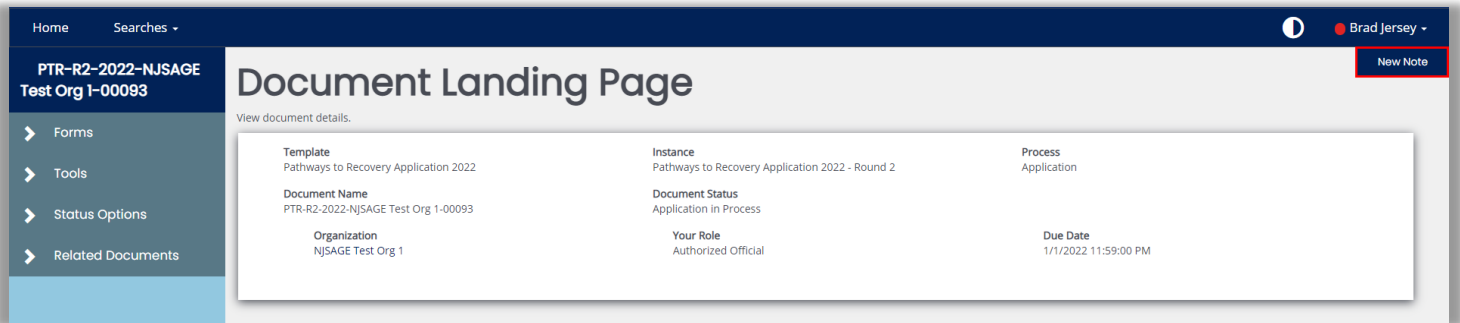 Home Searches Brad Jersey
New Note
PTR-R2-2022-NJSAGE
Test Org 1-00093
Forms
Tools
Status Options
Related Documents
Document Landing Page
View document details.
Template Instance Process
Pathways to Recovery Application 2022 Pathways to Recovery Application 2022 - Round 2 Application
Document Name Document Status
PTR-R2-2022-NJSAGE Test Org 1-00093 Application in Process
Organization Your Role Due Date
NJSAGE Test Org 1 Authorized Official 1/1/2022 11:59:00 PM